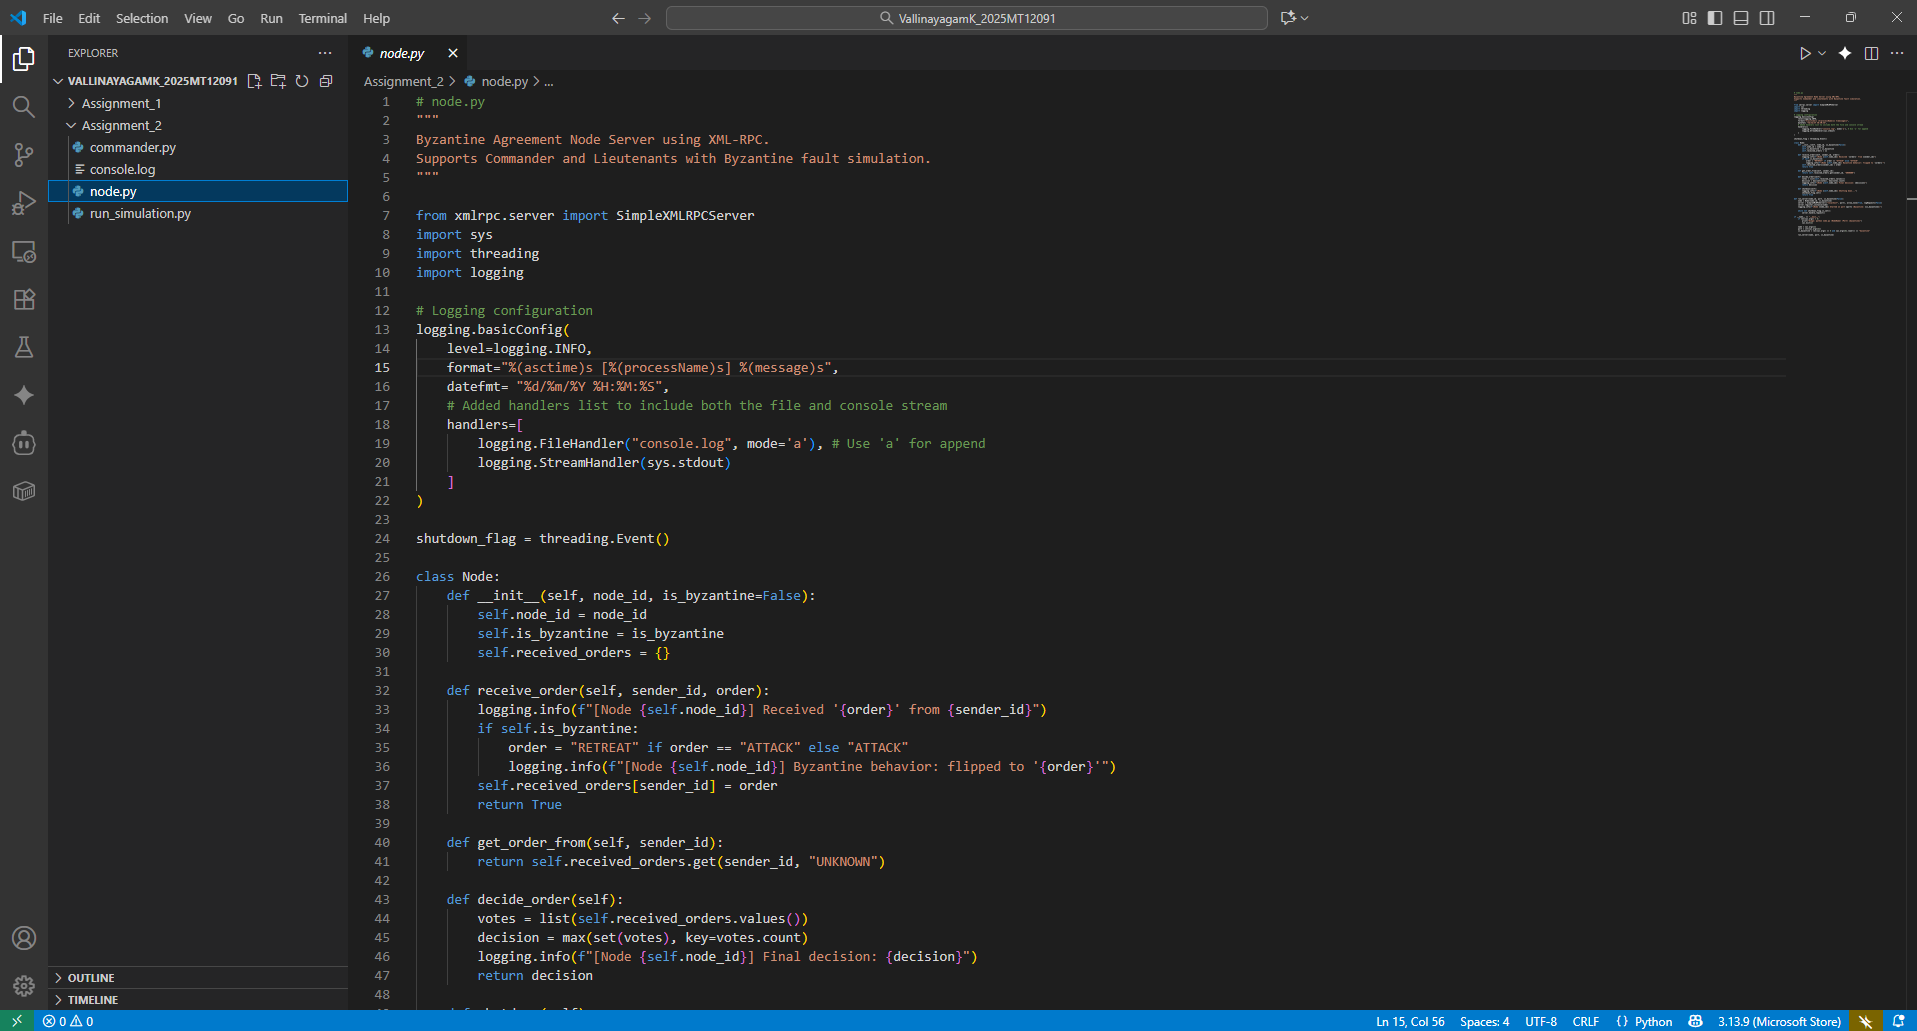 File Edit Selection View Go Run Terminal Help
VallinayagamK_2025MT12091
EXPLORER
VALLINAYAGAMK_2025MT12091
Assignment_1
Assignment_2
commander.py
console.log
node.py
run_simulation.py
OUTLINE
TIMELINE
node.py
Assignment_2 > node.py > ...
1 # node.py
2 """
3 Byzantine Agreement Node Server using XML-RPC.
4 Supports Commander and Lieutenants with Byzantine fault simulation.
5 """
6
7 from xmlrpc.server import SimpleXMLRPCServer
8 import sys
9 import threading
10 import logging
11
12 # Logging configuration
13 logging.basicConfig(
14     level=logging.INFO,
15     format="%(asctime)s [%(processName)s] %(message)s",
16     datefmt= "%d/%m/%Y %H:%M:%S",
17     # Added handlers list to include both the file and console stream
18     handlers=[
19         logging.FileHandler("console.log", mode='a'), # Use 'a' for append
20         logging.StreamHandler(sys.stdout)
21     ]
22 )
23
24 shutdown_flag = threading.Event()
25
26 class Node:
27     def __init__(self, node_id, is_byzantine=False):
28         self.node_id = node_id
29         self.is_byzantine = is_byzantine
30         self.received_orders = {}
31
32     def receive_order(self, sender_id, order):
33         logging.info(f"[Node {self.node_id}] Received '{order}' from {sender_id}")
34         if self.is_byzantine:
35             order = "RETREAT" if order == "ATTACK" else "ATTACK"
36             logging.info(f"[Node {self.node_id}] Byzantine behavior: flipped to '{order}'")
37         self.received_orders[sender_id] = order
38         return True
39
40     def get_order_from(self, sender_id):
41         return self.received_orders.get(sender_id, "UNKNOWN")
42
43     def decide_order(self):
44         votes = list(self.received_orders.values())
45         decision = max(set(votes), key=votes.count)
46         logging.info(f"[Node {self.node_id}] Final decision: {decision}")
47         return decision
48
0 0
Ln 15, Col 56 Spaces: 4 UTF-8 CRLF {} Python 3.13.9 (Microsoft Store)